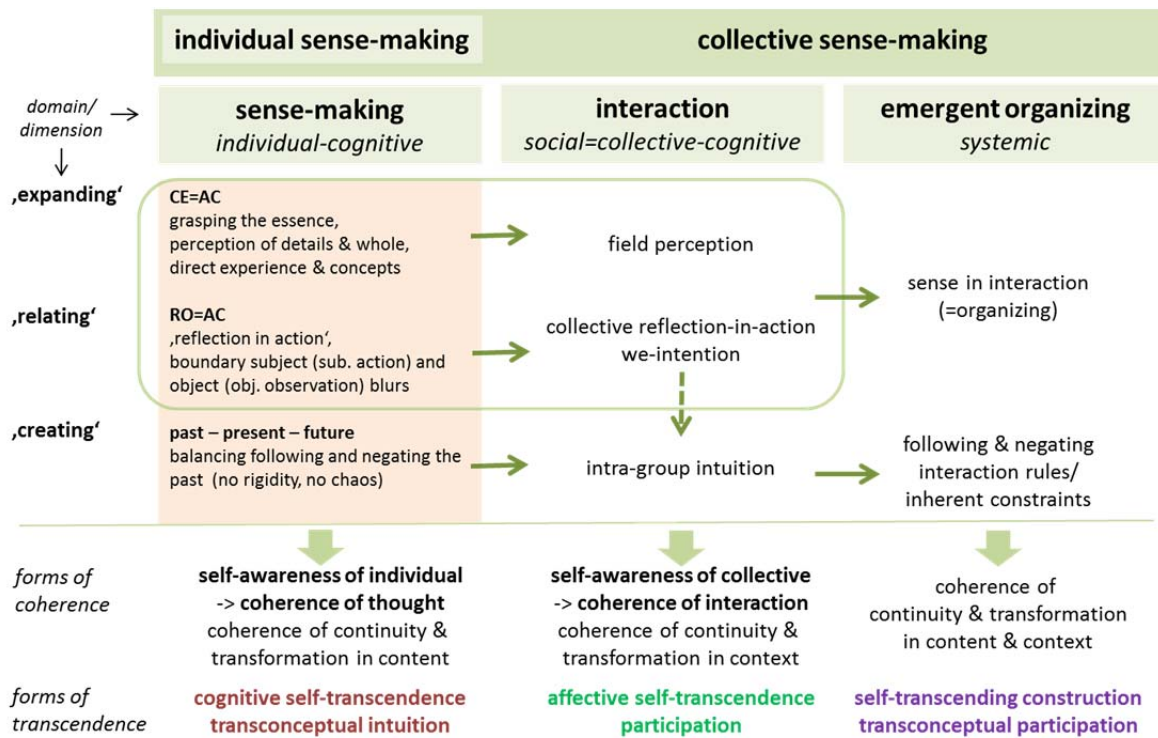 individual sense-making
collective sense-making
domain/
dimension
sense-making
individual-cognitive
interaction
social=collective-cognitive
emergent organizing
systemic
‚expanding‘
CE=AC
grasping the essence,
perception of details & whole,
direct experience & concepts
field perception
sense in interaction
(=organizing)
‚relating‘
RO=AC
‚reflection in action‘,
boundary subject (sub. action) and
object (obj. observation) blurs
collective reflection-in-action
we-intention
‚creating‘
past – present – future
balancing following and negating the
past (no rigidity, no chaos)
intra-group intuition
following & negating
interaction rules/
inherent constraints
forms of
coherence
self-awareness of individual
-> coherence of thought
coherence of continuity &
transformation in content
self-awareness of collective
-> coherence of interaction
coherence of continuity &
transformation in context
coherence of
continuity & transformation
in content & context
forms of
transcendence
cognitive self-transcendence
transconceptual intuition
affective self-transcendence
participation
self-transcending construction
transconceptual participation